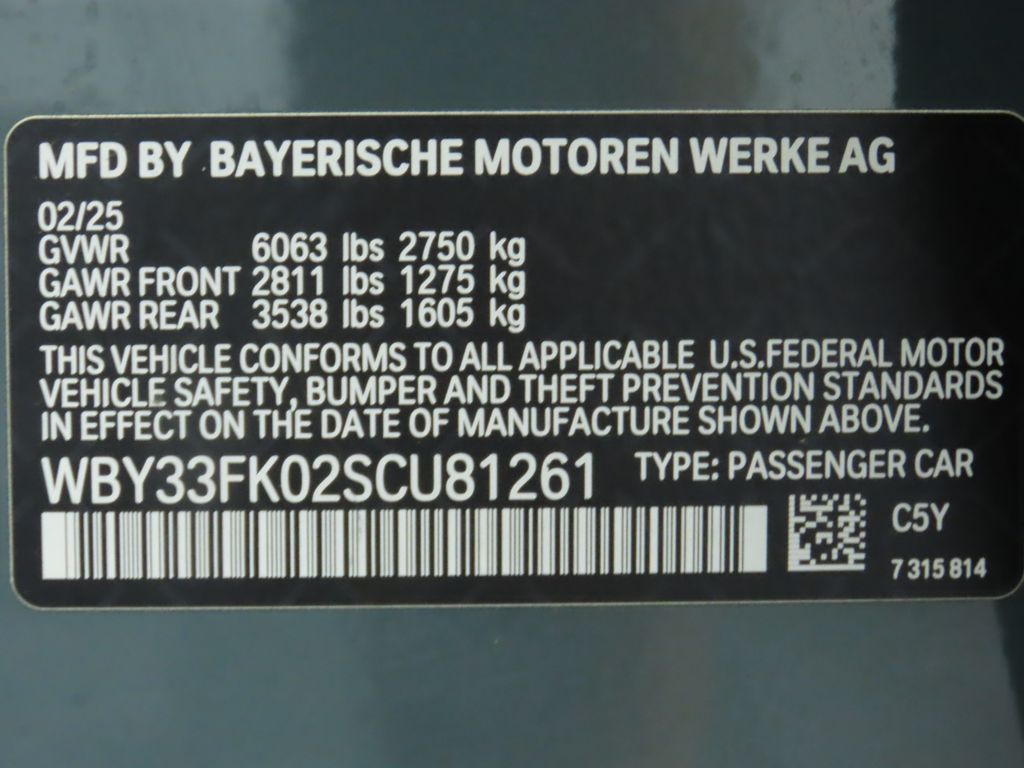 MFD BY BAYERISCHE MOTOREN WERKE AG
02/25
GVWR 6063 lbs 2750 kg
GAWR FRONT 2811 lbs 1275 kg
GAWR REAR 3538 lbs 1605 kg
THIS VEHICLE CONFORMS TO ALL APPLICABLE U.S.FEDERAL MOTOR
VEHICLE SAFETY, BUMPER AND THEFT PREVENTION STANDARDS
IN EFFECT ON THE DATE OF MANUFACTURE SHOWN ABOVE.
WBY33FK02SCU81261 TYPE: PASSENGER CAR
C5Y
7 315 814